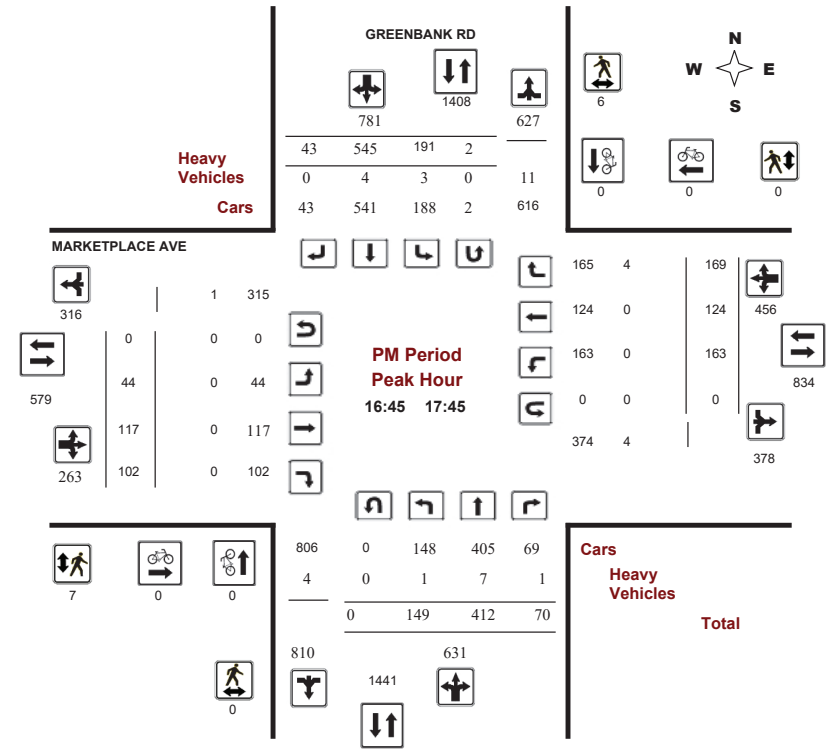 GREENBANK RD
N
W E
S
1408
6
781 627
43 545 191 2
Heavy
Vehicles
0 4 3 0 11
Cars
43 541 188 2 616
0 0 0
MARKETPLACE AVE
316
1 315
0 0 0
579
44 0 44
117 0 117
263
102 0 102
PM Period
Peak Hour
16:45 17:45
165 4 169
456
124 0 124
163 0 163
834
0 0 0
374 4
378
806 0 148 405 69
Cars
4 0 1 7 1
Heavy
Vehicles
0 149 412 70
Total
7 0 0
810 631
1441
0